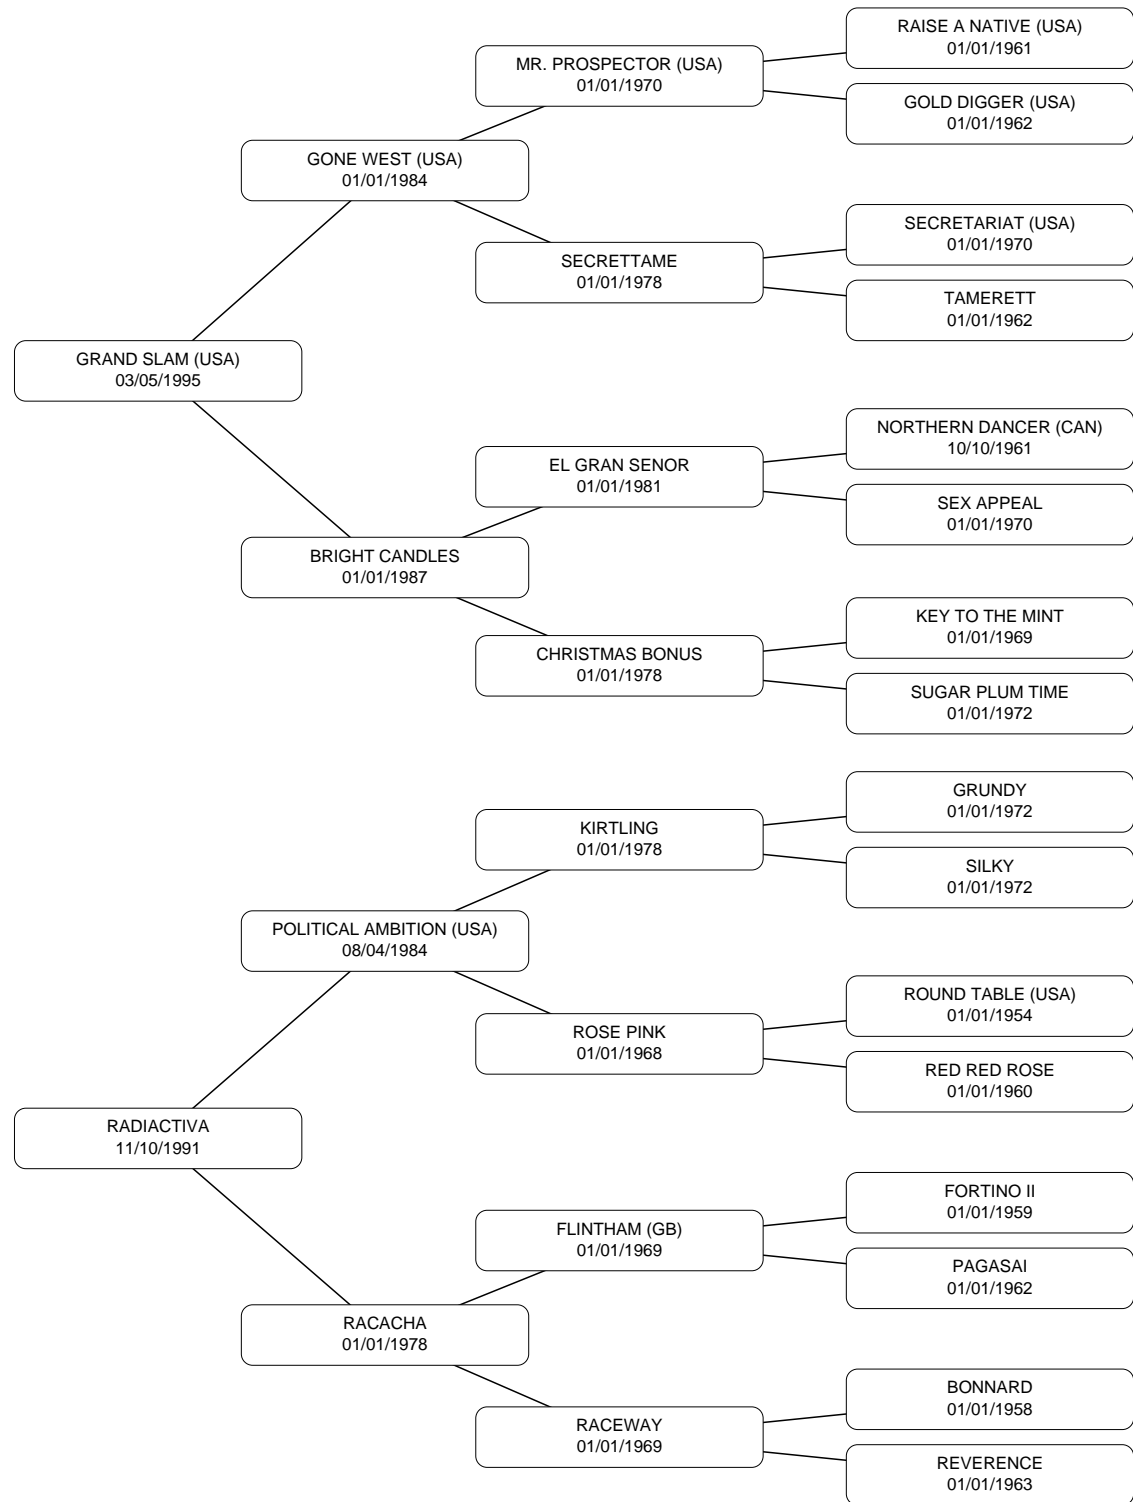 RAISE A NATIVE (USA)
01/01/1961
MR. PROSPECTOR (USA)
01/01/1970
GOLD DIGGER (USA)
01/01/1962
GONE WEST (USA)
01/01/1984
SECRETARIAT (USA)
01/01/1970
SECRETTAME
01/01/1978
TAMERETT
01/01/1962
GRAND SLAM (USA)
03/05/1995
NORTHERN DANCER (CAN)
10/10/1961
EL GRAN SENOR
01/01/1981
SEX APPEAL
01/01/1970
BRIGHT CANDLES
01/01/1987
KEY TO THE MINT
01/01/1969
CHRISTMAS BONUS
01/01/1978
SUGAR PLUM TIME
01/01/1972
GRUNDY
01/01/1972
KIRTLING
01/01/1978
SILKY
01/01/1972
POLITICAL AMBITION (USA)
08/04/1984
ROUND TABLE (USA)
01/01/1954
ROSE PINK
01/01/1968
RED RED ROSE
01/01/1960
RADIACTIVA
11/10/1991
FORTINO II
01/01/1959
FLINTHAM (GB)
01/01/1969
PAGASAI
01/01/1962
RACACHA
01/01/1978
BONNARD
01/01/1958
RACEWAY
01/01/1969
REVERENCE
01/01/1963